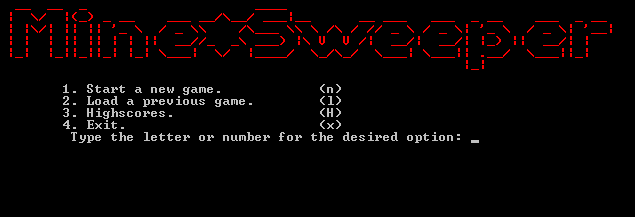 MinetSweeper
1. Start a new game. (n)
2. Load a previous game. (l)
3. Highscores. (H)
4. Exit. (x)
Type the letter or number for the desired option: _